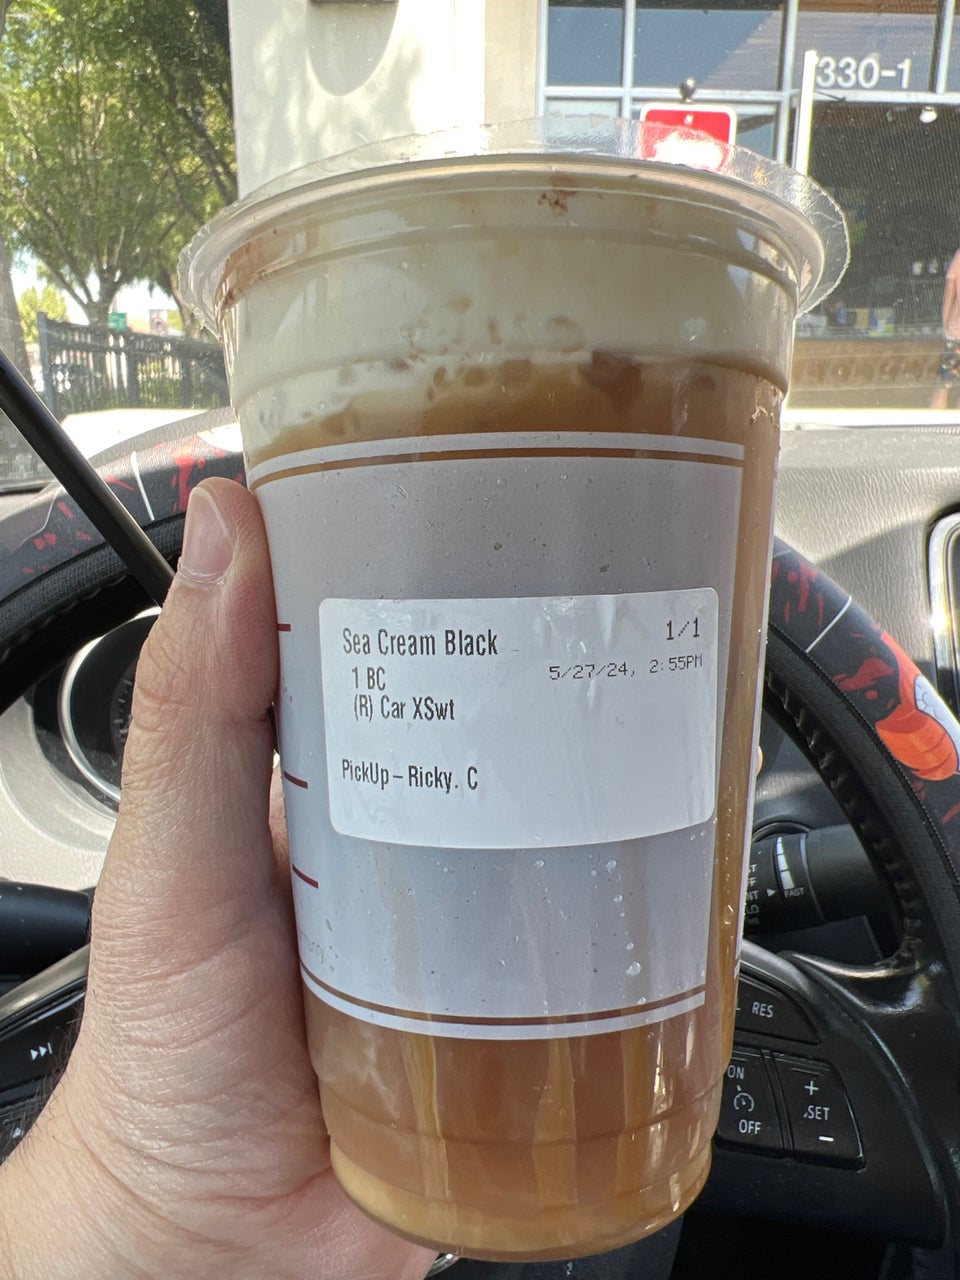 330-1
Sea Cream Black 1/1
1 BC 5/27/24, 2:55PM
(R) Car XSwt
PickUp – Ricky. C
FAST
RES
ON
OFF
+
SET
–